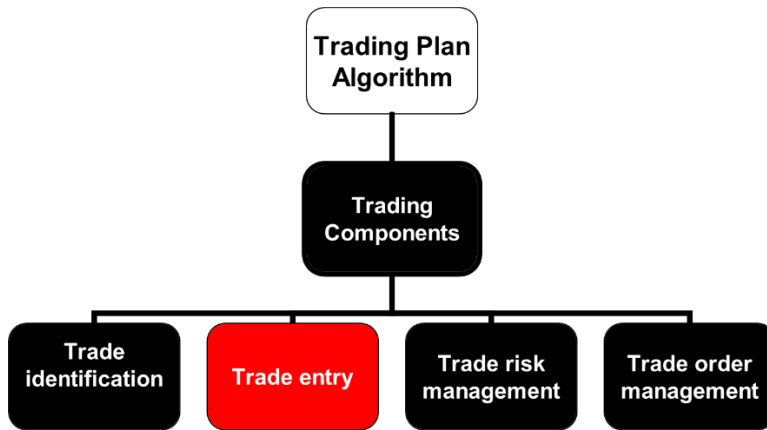 Trading Plan
Algorithm
Trading
Components
Trade
identification
Trade entry
Trade risk
management
Trade order
management